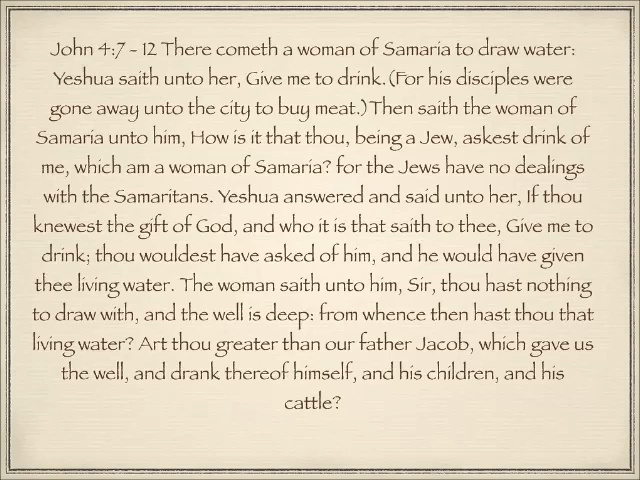 John 4:7 - 12 There cometh a woman of Samaria to draw water:
Yeshua saith unto her, Give me to drink. (For his disciples were
gone away unto the city to buy meat.) Then saith the woman of
Samaria unto him, How is it that thou, being a Jew, askest drink of
me, which am a woman of Samaria? for the Jews have no dealings
with the Samaritans. Yeshua answered and said unto her, If thou
knewest the gift of God, and who it is that saith to thee, Give me to
drink; thou wouldest have asked of him, and he would have given
thee living water. The woman saith unto him, Sir, thou hast nothing
to draw with, and the well is deep: from whence then hast thou that
living water? Art thou greater than our father Jacob, which gave us
the well, and drank thereof himself, and his children, and his
cattle?